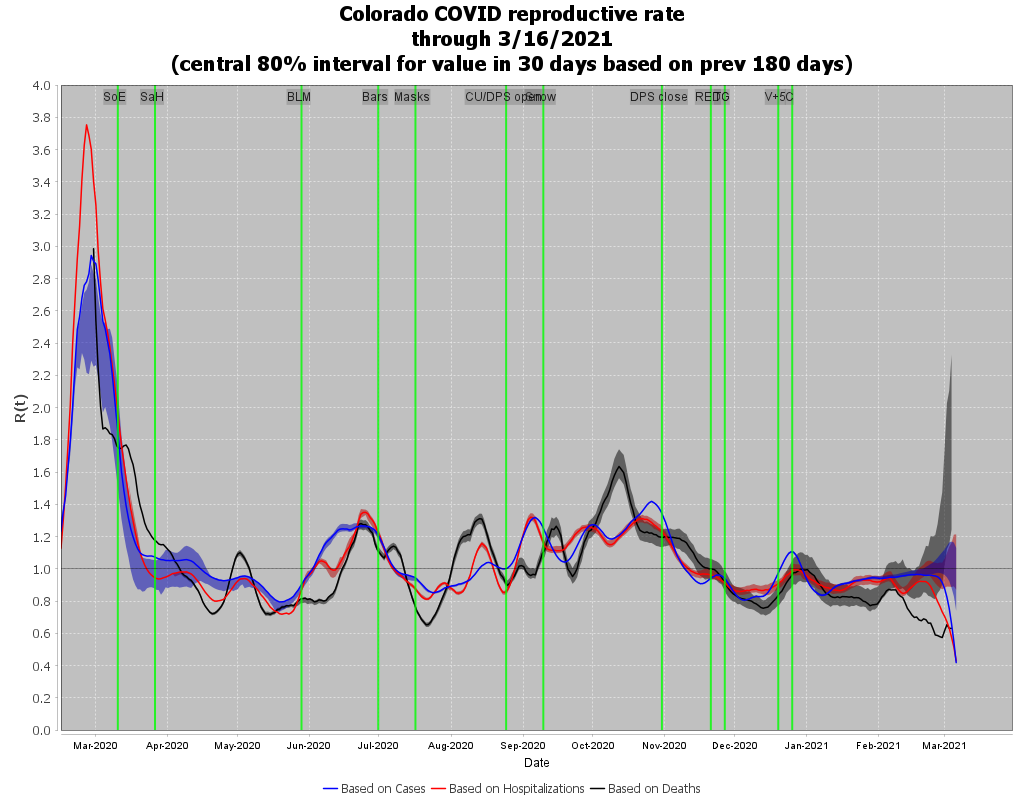 Colorado COVID reproductive rate
through 3/16/2021
(central 80% interval for value in 30 days based on prev 180 days)
SoE SaH BLM Bars Masks CU/DPS open Snow DPS close RE TG V+5C
4.0
3.8
3.6
3.4
3.2
3.0
2.8
2.6
2.4
2.2
2.0
1.8
1.6
1.4
1.2
1.0
0.8
0.6
0.4
0.2
0.0
R(t)
Mar-2020 Apr-2020 May-2020 Jun-2020 Jul-2020 Aug-2020 Sep-2020 Oct-2020 Nov-2020 Dec-2020 Jan-2021 Feb-2021 Mar-2021
Date
Based on Cases Based on Hospitalizations Based on Deaths